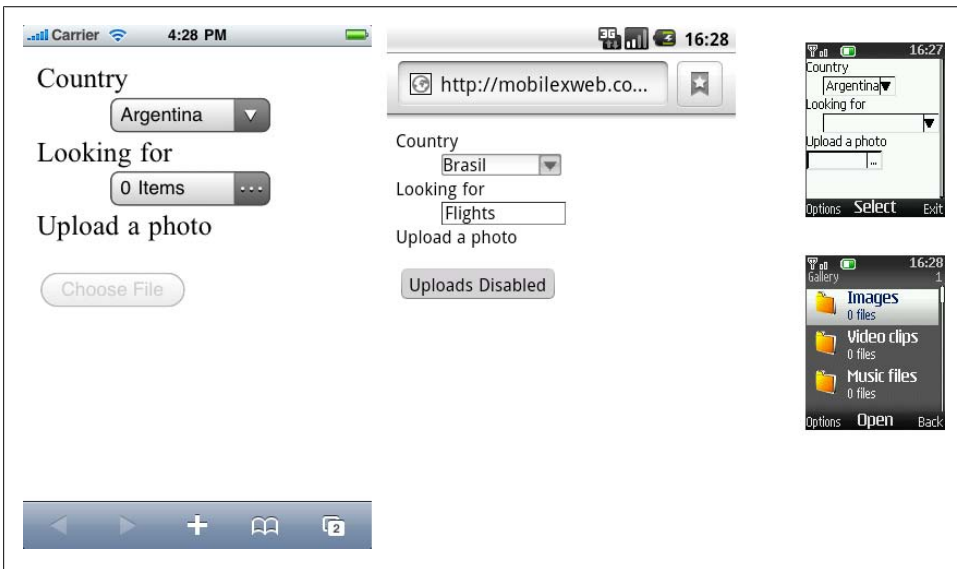 Carrier 4:28 PM
Country
Argentina
Looking for
0 Items
Upload a photo
Choose File
2
3G 16:28
http://mobilexweb.co...
Country
Brasil
Looking for
Flights
Upload a photo
Uploads Disabled
16:27
Country
Argentina
Looking for
Upload a photo
...
Options Select Exit
16:28
Gallery 1
Images
0 files
Video clips
0 files
Music files
0 files
Options Open Back